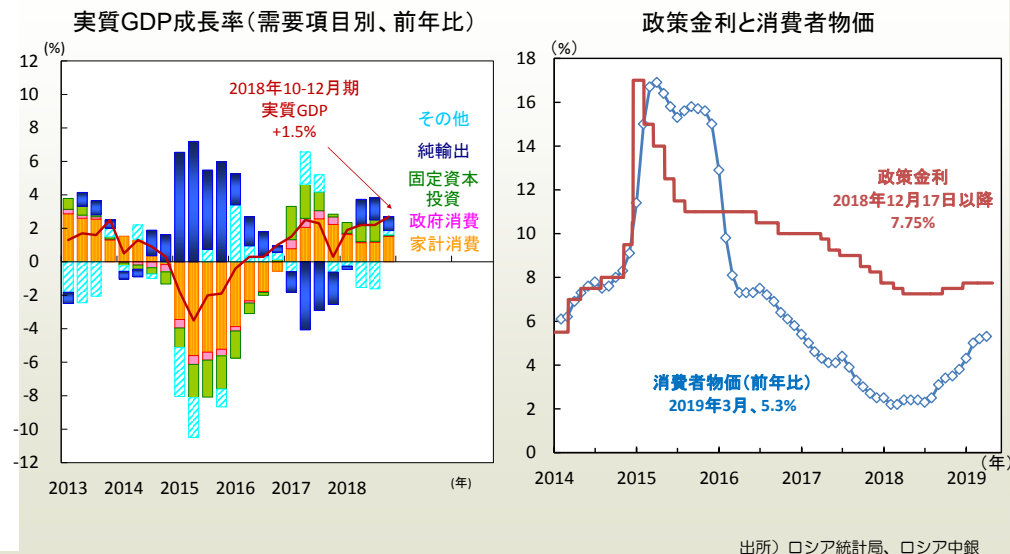 実質GDP成長率(需要項目別、前年比)
(%)
12
10
8
6
4
2
0
-2
-4
-6
-8
-10
-12
2018年10-12月期
実質GDP
+1.5%
その他
純輸出
固定資本
投資
政府消費
家計消費
2013 2014 2015 2016 2017 2018
(年)
政策金利と消費者物価
(%)
18
16
14
12
10
8
6
4
2
0
政策金利
2018年12月17日以降
7.75%
消費者物価(前年比)
2019年3月、5.3%
(年)
2014 2015 2016 2017 2018 2019
出所)ロシア統計局、ロシア中銀